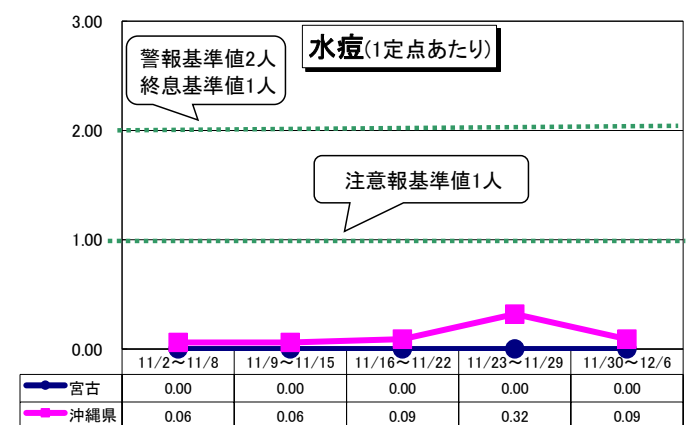 水痘(1定点あたり)
警報基準値2人
終息基準値1人
注意報基準値1人
3.00
2.00
1.00
0.00
11/2～11/8 11/9～11/15 11/16～11/22 11/23～11/29 11/30～12/6
宮古 0.00 0.00 0.00 0.00 0.00
沖縄県 0.06 0.06 0.09 0.32 0.09